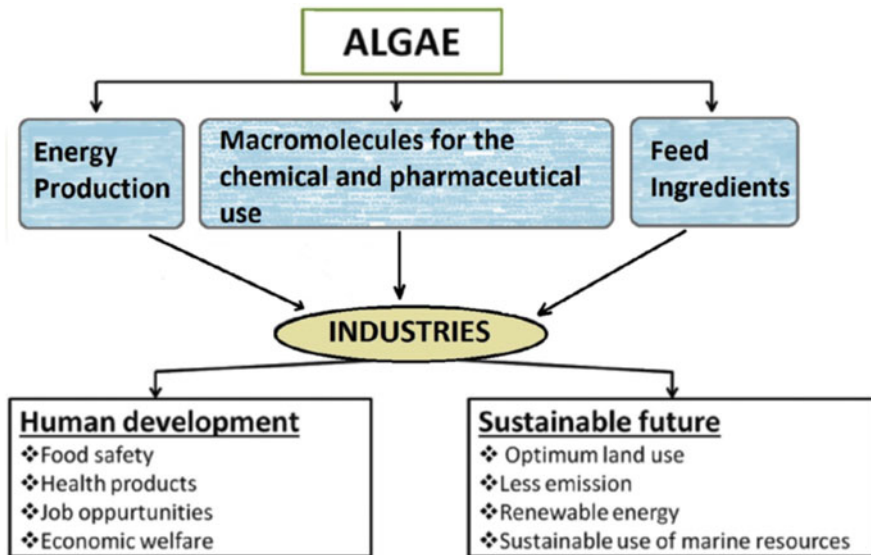 ALGAE
Energy
Production
Macromolecules for the
chemical and pharmaceutical
use
Feed
Ingredients
INDUSTRIES
Human development
❖Food safety
❖Health products
❖Job oppurtunities
❖Economic welfare
Sustainable future
❖ Optimum land use
❖Less emission
❖Renewable energy
❖Sustainable use of marine resources